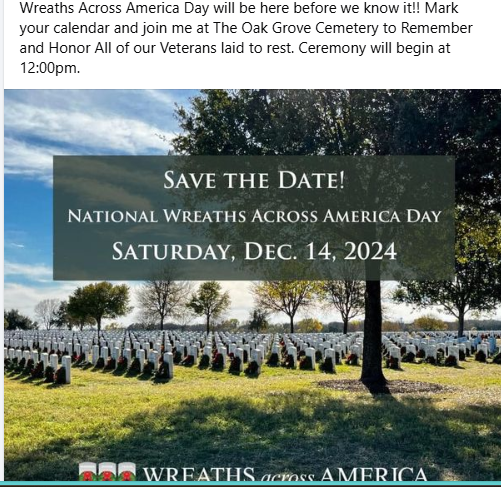 Wreaths Across America Day will be here before we know it!! Mark
your calendar and join me at The Oak Grove Cemetery to Remember
and Honor All of our Veterans laid to rest. Ceremony will begin at
12:00pm.
SAVE THE DATE!
NATIONAL WREATHS ACROSS AMERICA DAY
SATURDAY, DEC. 14, 2024
WREATHS across AMERICA